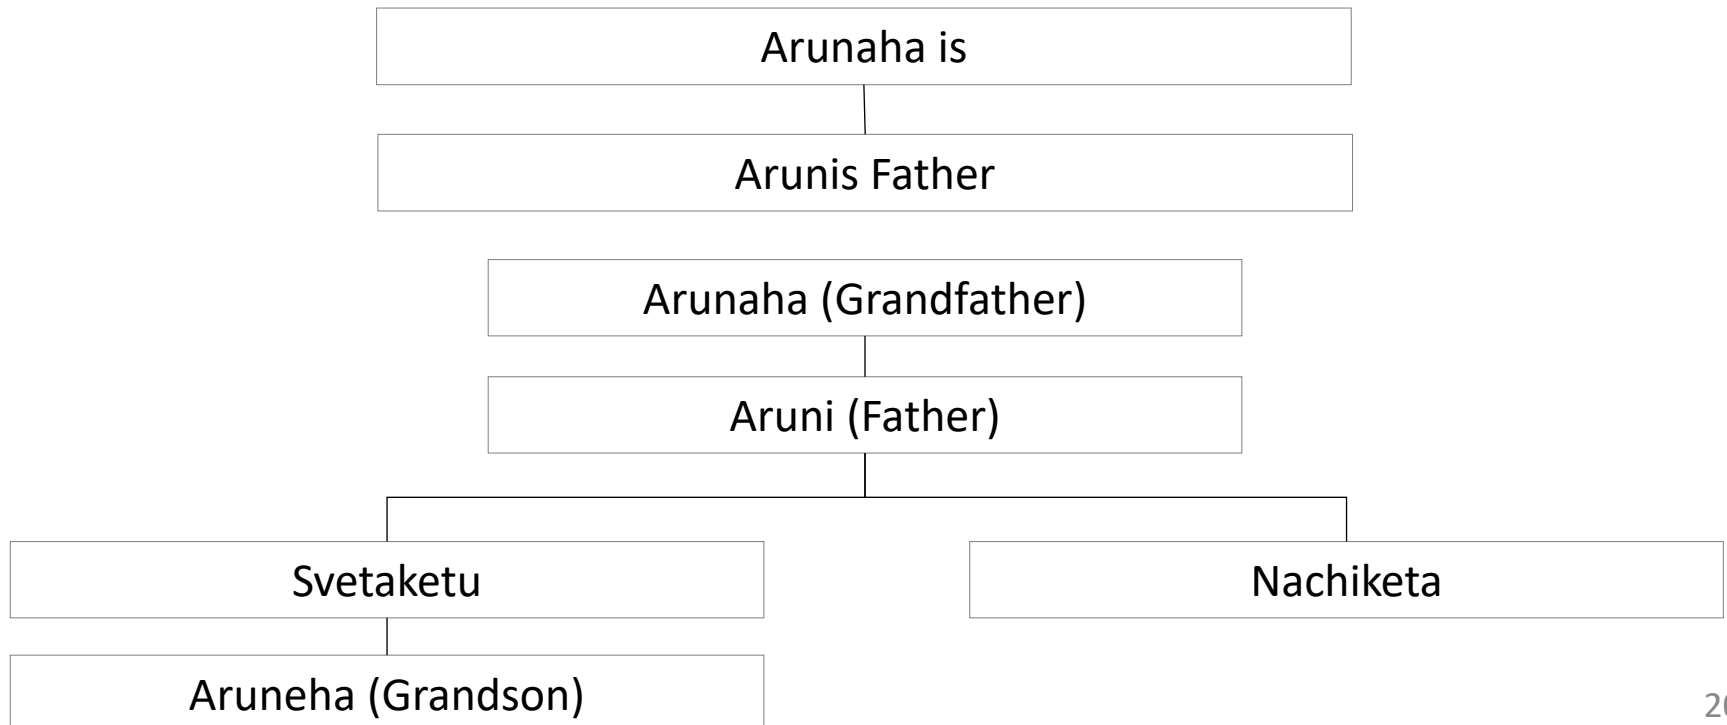 Arunaha is
Arunis Father
Arunaha (Grandfather)
Aruni (Father)
Svetaketu
Nachiketa
Aruneha (Grandson)